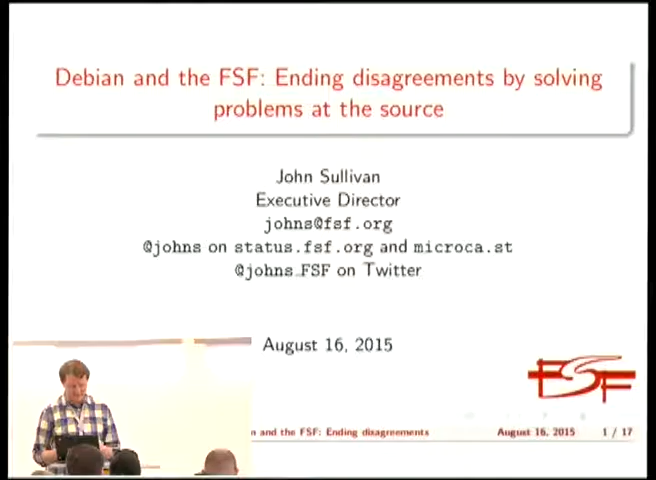 Debian and the FSF: Ending disagreements by solving
problems at the source
John Sullivan
Executive Director
johns@fsf.org
@johns on status.fsf.org and microca.st
@johns_FSF on Twitter
August 16, 2015
FSF
n and the FSF: Ending disagreements
August 16, 2015
1 / 17